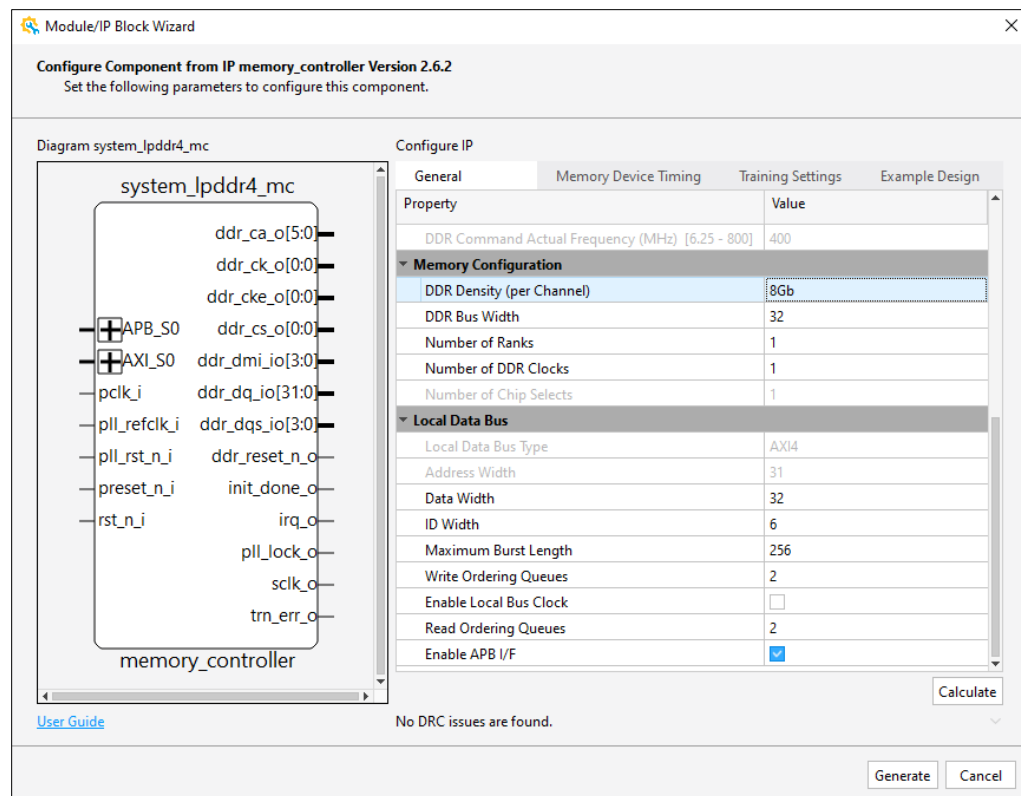 Module/IP Block Wizard
Configure Component from IP memory_controller Version 2.6.2
Set the following parameters to configure this component.
Diagram system_lpddr4_mc
system_lpddr4_mc
ddr_ca_o[5:0]
ddr_ck_o[0:0]
ddr_cke_o[0:0]
APB_S0 ddr_cs_o[0:0]
AXI_S0 ddr_dmi_io[3:0]
pclk_i ddr_dq_io[31:0]
pll_refclk_i ddr_dqs_io[3:0]
pll_rst_n_i ddr_reset_n_o
preset_n_i init_done_o
rst_n_i irq_o
pll_lock_o
sclk_o
trn_err_o
memory_controller
User Guide
Configure IP
General Memory Device Timing Training Settings Example Design
Property Value
DDR Command Actual Frequency (MHz) [6.25 - 800] 400
Memory Configuration
DDR Density (per Channel) 8Gb
DDR Bus Width 32
Number of Ranks 1
Number of DDR Clocks 1
Number of Chip Selects 1
Local Data Bus
Local Data Bus Type AXI4
Address Width 31
Data Width 32
ID Width 6
Maximum Burst Length 256
Write Ordering Queues 2
Enable Local Bus Clock
Read Ordering Queues 2
Enable APB I/F
Calculate
No DRC issues are found.
Generate Cancel